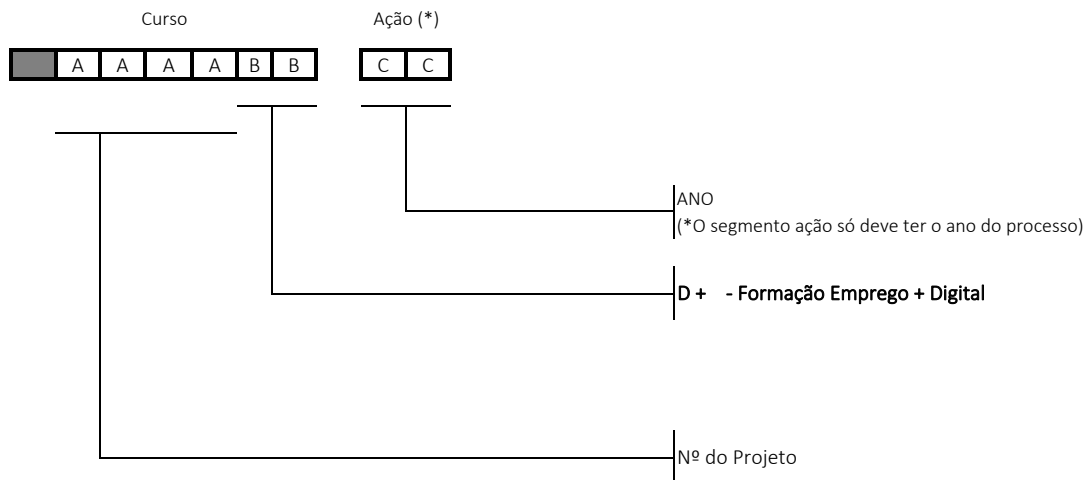 Curso Ação (*)
A A A A B B C C
ANO
(*O segmento ação só deve ter o ano do processo)
D + - Formação Emprego + Digital
Nº do Projeto